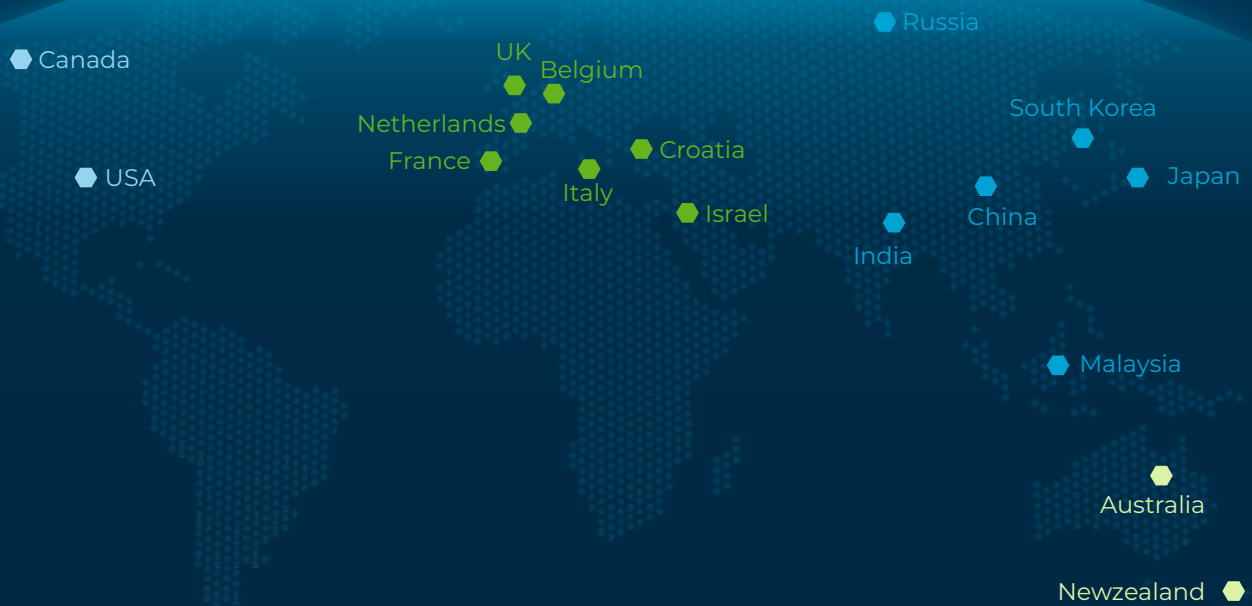 Russia
Canada
UK
Belgium
South Korea
Netherlands
Croatia
France
Japan
USA
Italy
Israel
China
India
Malaysia
Australia
Newzealand